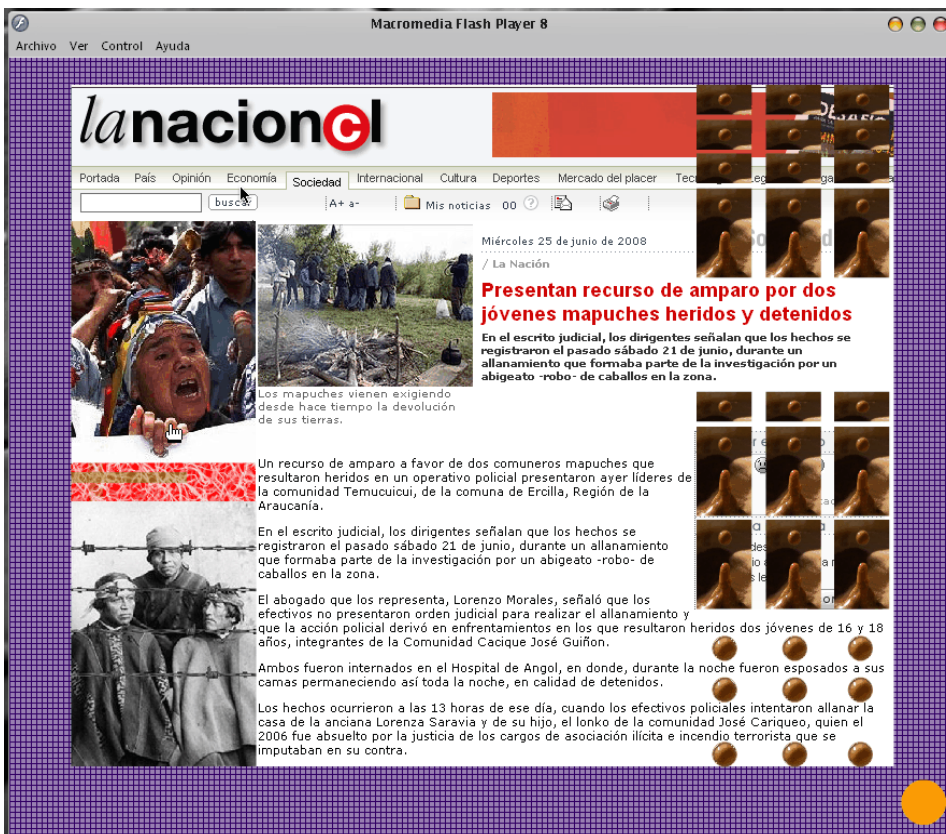 Macromedia Flash Player 8
Archivo Ver Control Ayuda
lanacioncl
DESAFIO
Portada País Opinión Economía Sociedad Internacional Cultura Deportes Mercado del placer
buscar A+ a- Mis noticias 00
Miércoles 25 de junio de 2008
/ La Nación
Presentan recurso de amparo por dos
jóvenes mapuches heridos y detenidos
En el escrito judicial, los dirigentes señalan que los hechos se
registraron el pasado sábado 21 de junio, durante un
allanamiento que formaba parte de la investigación por un
abigeato -robo- de caballos en la zona.
Los mapuches vienen exigiendo
desde hace tiempo la devolución
de sus tierras.
Un recurso de amparo a favor de dos comuneros mapuches que
resultaron heridos en un operativo policial presentaron ayer líderes de
la comunidad Temucuicui, de la comuna de Ercilla, Región de la
Araucanía.
En el escrito judicial, los dirigentes señalan que los hechos se
registraron el pasado sábado 21 de junio, durante un allanamiento
que formaba parte de la investigación por un abigeato -robo- de
caballos en la zona.
El abogado que los representa, Lorenzo Morales, señaló que los
efectivos no presentaron orden judicial para realizar el allanamiento y
que la acción policial derivó en enfrentamientos en los que resultaron heridos dos jóvenes de 16 y 18
años, integrantes de la Comunidad Cacique José Guiñon.
Ambos fueron internados en el Hospital de Angol, en donde, durante la noche fueron esposados a sus
camas permaneciendo así toda la noche, en calidad de detenidos.
Los hechos ocurrieron a las 13 horas de ese día, cuando los efectivos policiales intentaron allanar la
casa de la anciana Lorenza Saravia y de su hijo, el lonko de la comunidad José Cariqueo, quien el
2006 fue absuelto por la justicia de los cargos de asociación ilícita e incendio terrorista que se
imputaban en su contra.